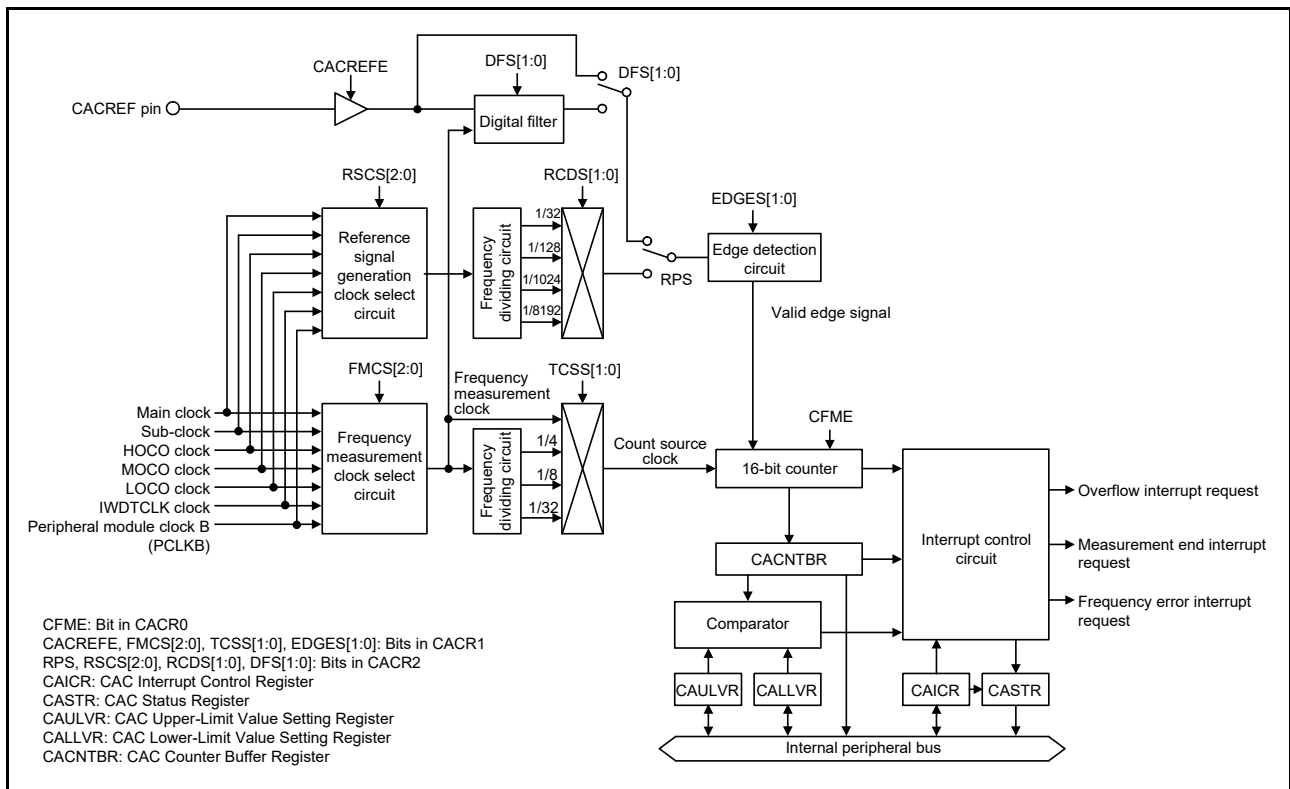 CACREFE
DFS[1:0]
DFS[1:0]
CACREF pin
Digital filter
RSCS[2:0]
RCDS[1:0]
EDGES[1:0]
Reference
signal
generation
clock select
circuit
Frequency
dividing circuit
1/32
1/128
1/1024
1/8192
RPS
Edge detection
circuit
Valid edge signal
FMCS[2:0]
Frequency
measurement
clock
TCSS[1:0]
Main clock
Sub-clock
HOCO clock
MOCO clock
LOCO clock
IWDTCLK clock
Peripheral module clock B
(PCLKB)
Frequency
measurement
clock select
circuit
Frequency
dividing circuit
1/4
1/8
1/32
Count source
clock
CFME
16-bit counter
CACNTBR
Comparator
CAULVR
CALLVR
Interrupt control
circuit
CAICR
CASTR
Overflow interrupt request
Measurement end interrupt
request
Frequency error interrupt
request
Internal peripheral bus
CFME: Bit in CACR0
CACREFE, FMCS[2:0], TCSS[1:0], EDGES[1:0]: Bits in CACR1
RPS, RSCS[2:0], RCDS[1:0], DFS[1:0]: Bits in CACR2
CAICR: CAC Interrupt Control Register
CASTR: CAC Status Register
CAULVR: CAC Upper-Limit Value Setting Register
CALLVR: CAC Lower-Limit Value Setting Register
CACNTBR: CAC Counter Buffer Register